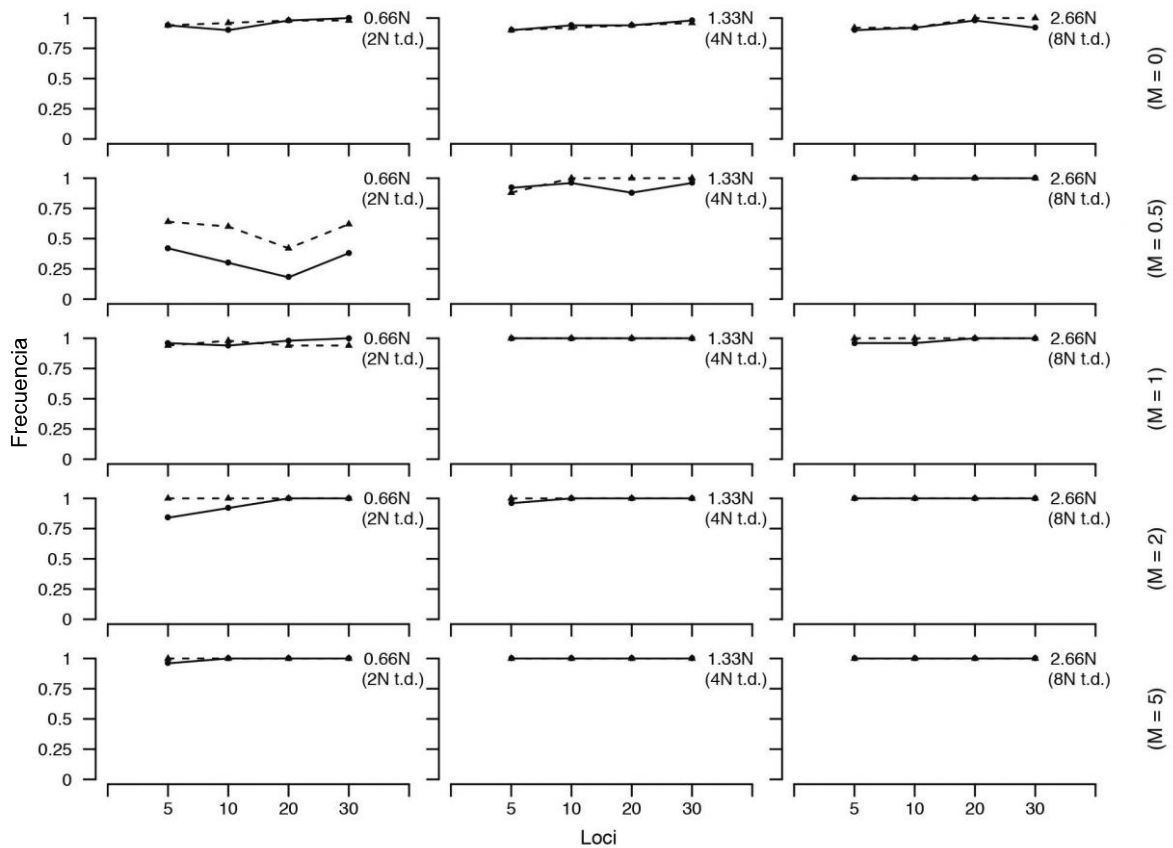 1
0.75
0.5
0.25
0
0.66N
(2N t.d.)
1.33N
(4N t.d.)
2.66N
(8N t.d.)
(M = 0)
1
0.75
0.5
0.25
0
0.66N
(2N t.d.)
1.33N
(4N t.d.)
2.66N
(8N t.d.)
(M = 0.5)
Frecuencia
1
0.75
0.5
0.25
0
0.66N
(2N t.d.)
1.33N
(4N t.d.)
2.66N
(8N t.d.)
(M = 1)
1
0.75
0.5
0.25
0
0.66N
(2N t.d.)
1.33N
(4N t.d.)
2.66N
(8N t.d.)
(M = 2)
1
0.75
0.5
0.25
0
0.66N
(2N t.d.)
1.33N
(4N t.d.)
2.66N
(8N t.d.)
(M = 5)
5 10 20 30 5 10 20 30 5 10 20 30
Loci